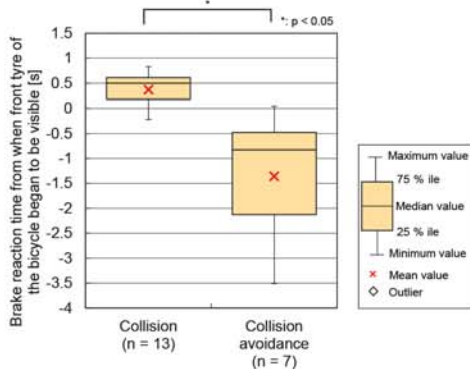 *
*: p < 0.05
Brake reaction time from when front tyre of
the bicycle began to be visible [s]
1.5
1
0.5
0
-0.5
-1
-1.5
-2
-2.5
-3
-3.5
-4
Collision
(n = 13)
Collision
avoidance
(n = 7)
Maximum value
75 % ile
Median value
25 % ile
Minimum value
Mean value
Outlier